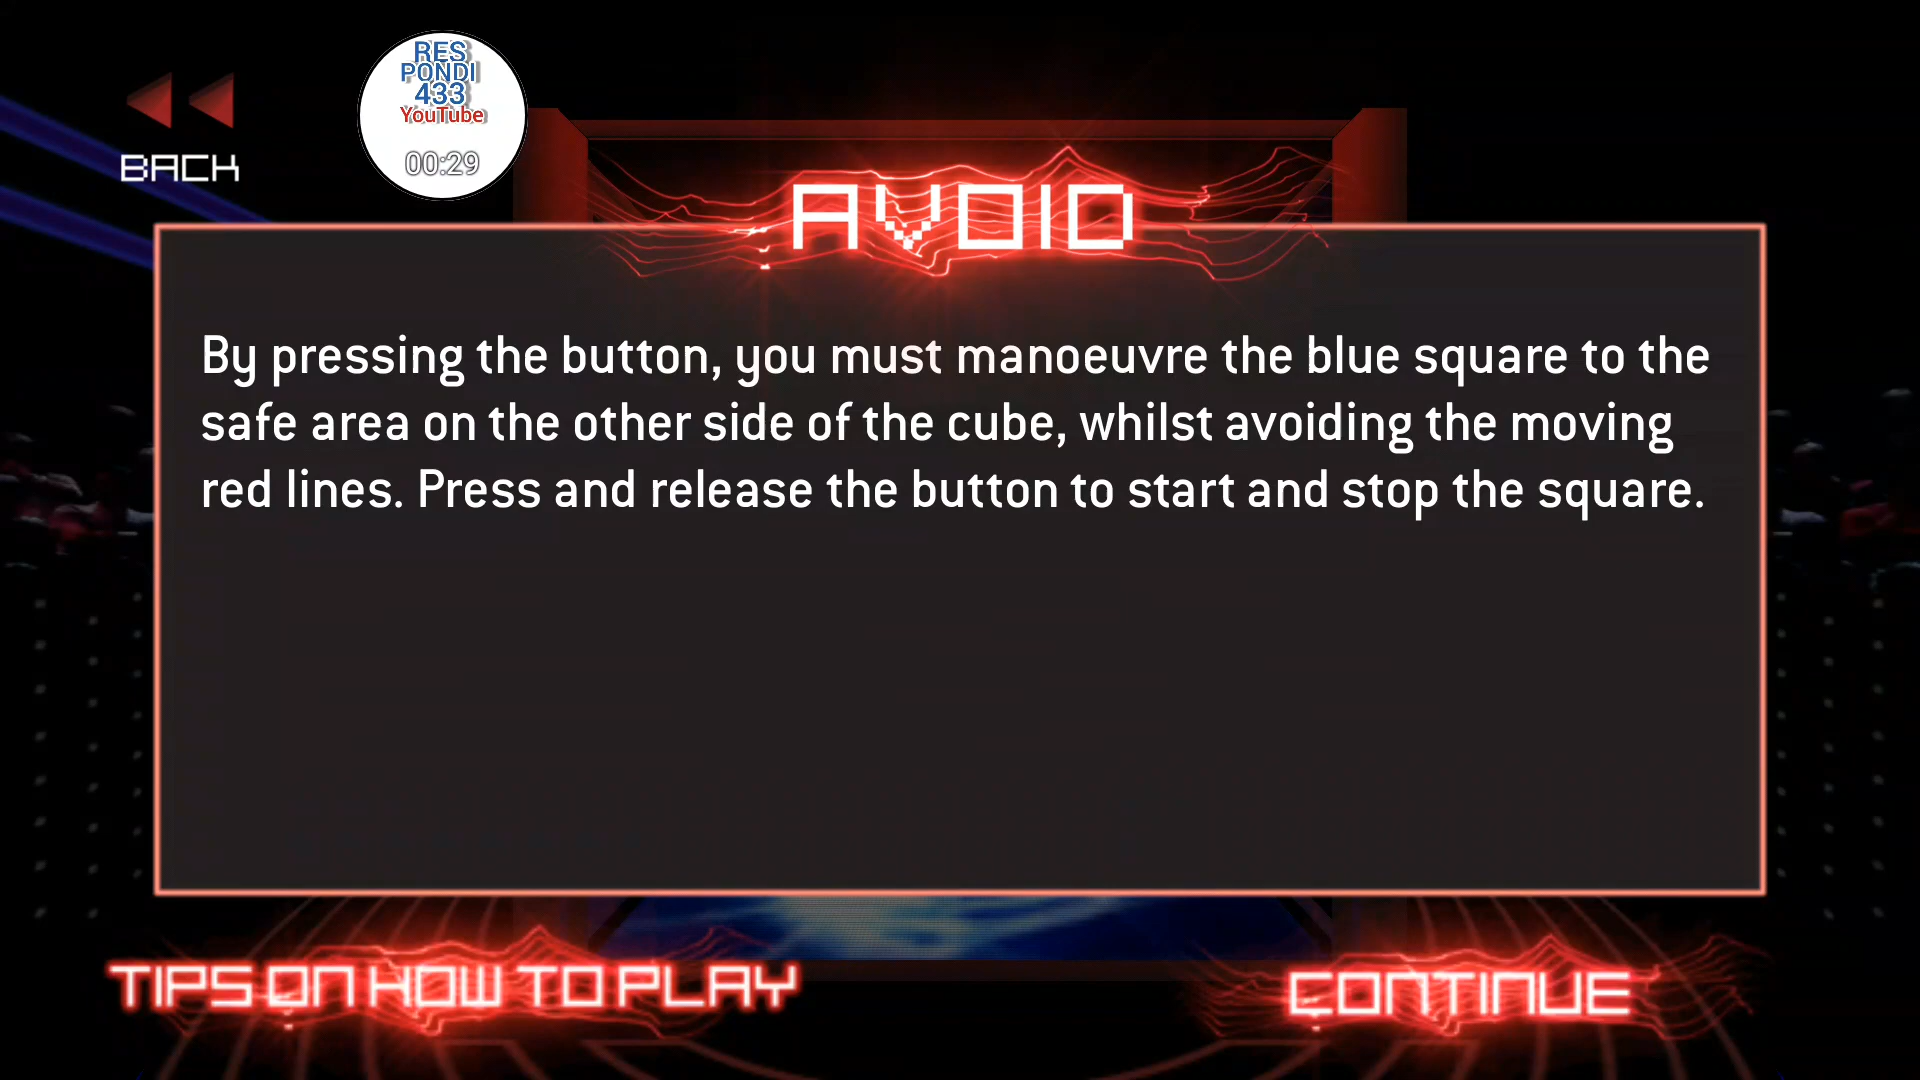 RES
PONDI
433
YouTube
00:29
BACK
AVOID
By pressing the button, you must manoeuvre the blue square to the
safe area on the other side of the cube, whilst avoiding the moving
red lines. Press and release the button to start and stop the square.
TIPS ON HOW TO PLAY
CONTINUE